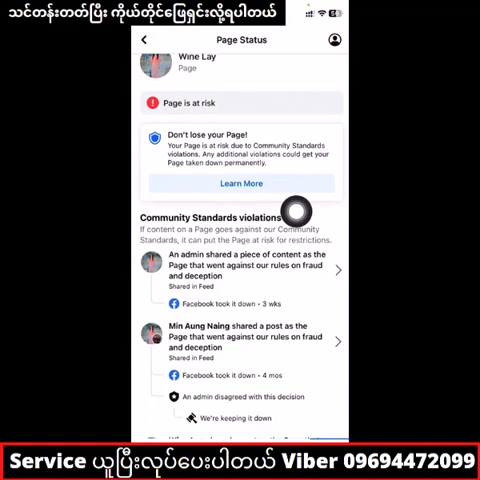 သင်တန်းတတ်ပြီး ကိုယ်တိုင်ဖြေရှင်းလို့ရပါတယ်
Page Status
Wine Lay
Page
Page is at risk
Don't lose your Page!
Your Page is at risk due to Community Standards
violations. Any additional violations could get your
Page taken down permanently.
Learn More
Community Standards violations
If content on a Page goes against our Community
Standards, it can put the Page at risk for restrictions.
An admin shared a piece of content as the
Page that went against our rules on fraud
and deception
Shared in Feed
Facebook took it down • 3 wks
Min Aung Naing shared a post as the
Page that went against our rules on fraud
and deception
Shared in Feed
Facebook took it down • 4 mos
An admin disagreed with this decision
We're keeping it down
Service ယူပြီးလုပ်ပေးပါတယ် Viber 09694472099